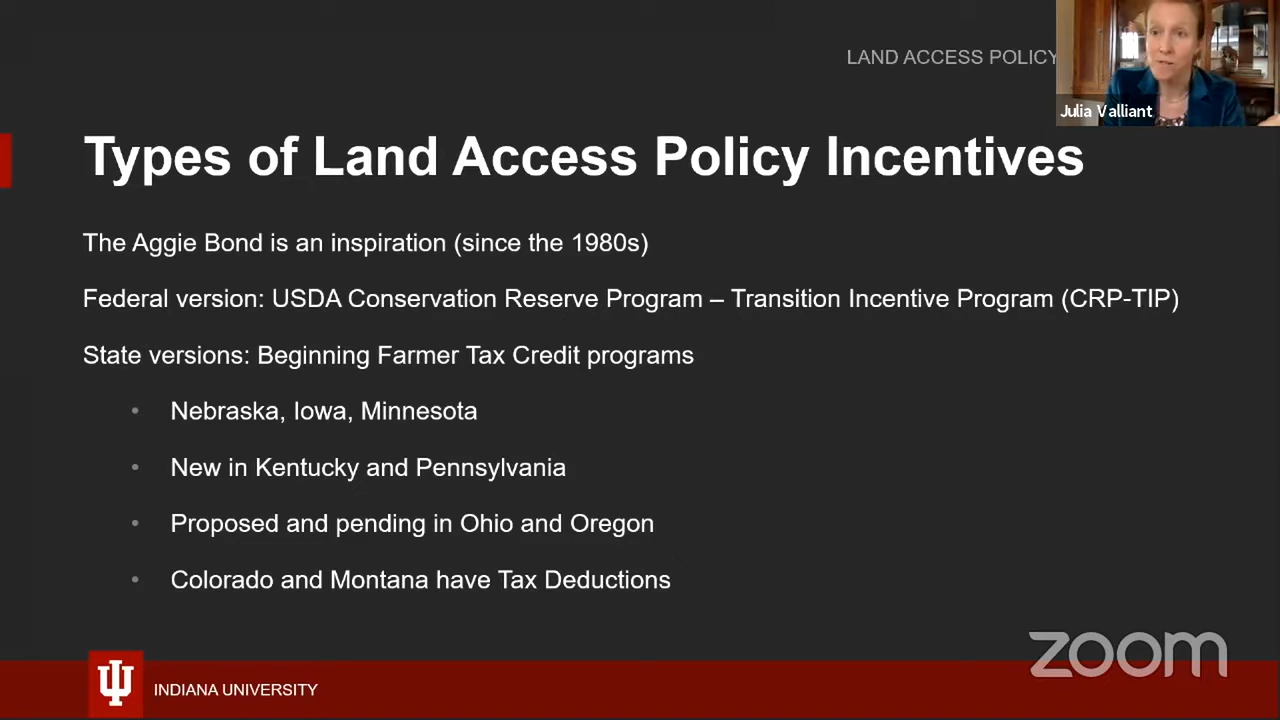 LAND ACCESS POLICY
Julia Valliant
Types of Land Access Policy Incentives
The Aggie Bond is an inspiration (since the 1980s)
Federal version: USDA Conservation Reserve Program – Transition Incentive Program (CRP-TIP)
State versions: Beginning Farmer Tax Credit programs
• Nebraska, Iowa, Minnesota
• New in Kentucky and Pennsylvania
• Proposed and pending in Ohio and Oregon
• Colorado and Montana have Tax Deductions
zoom
INDIANA UNIVERSITY